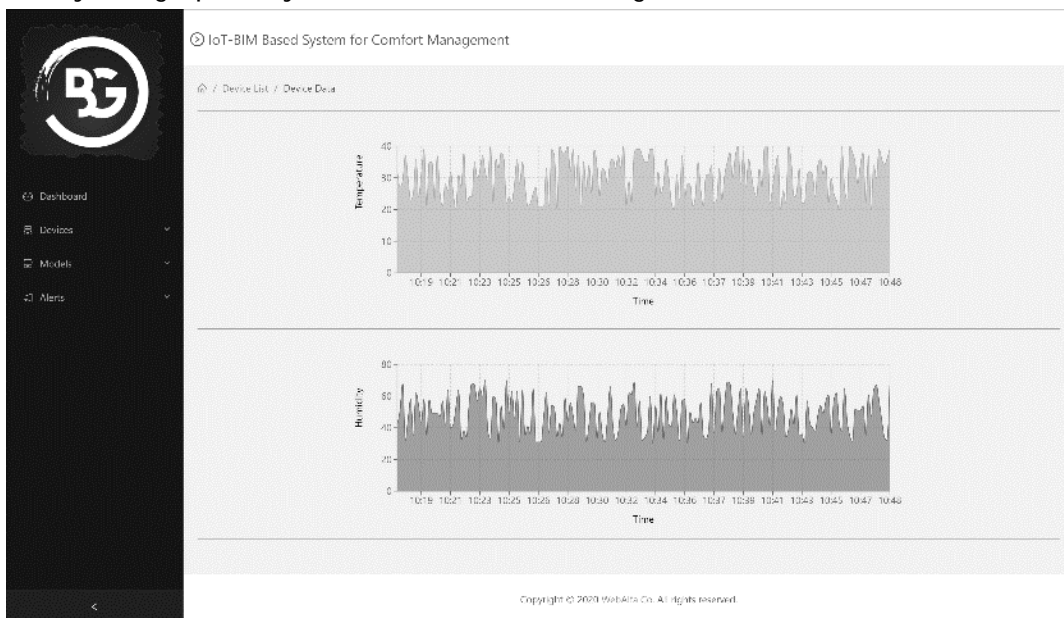 BG
IoT-BIM Based System for Comfort Management
/ Device List / Device Data
Dashboard
Devices
Models
Alerts
Temperature
40
30
20
10
0
10:19 10:21 10:23 10:25 10:26 10:28 10:30 10:32 10:34 10:36 10:37 10:39 10:41 10:43 10:45 10:47 10:48
Time
Humidity
80
60
40
20
0
10:19 10:21 10:23 10:25 10:26 10:28 10:30 10:32 10:34 10:36 10:37 10:39 10:41 10:43 10:45 10:47 10:48
Time
<
Copyright © 2020 Co. All rights reserved.